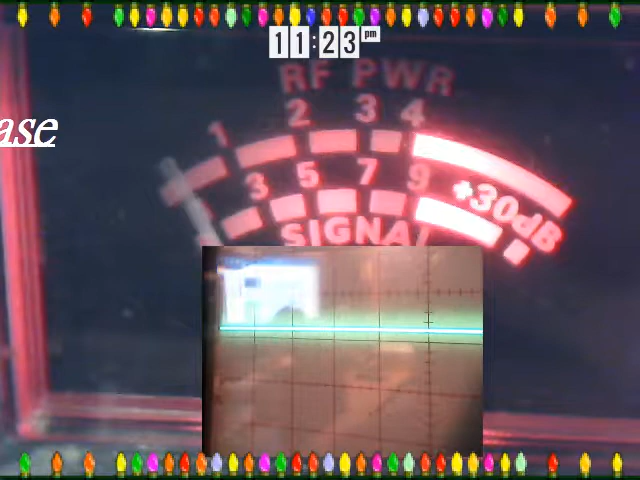 11:23 pm
RF PWR
1 2 3 4
ase
3 5 7 9 +30dB
SIGNAL